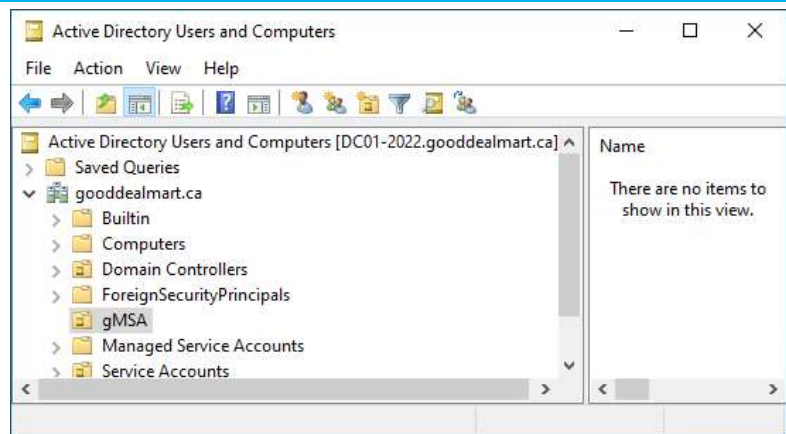 Active Directory Users and Computers
File Action View Help
Active Directory Users and Computers [DC01-2022.gooddealmart.ca]
Saved Queries
gooddealmart.ca
Builtin
Computers
Domain Controllers
ForeignSecurityPrincipals
gMSA
Managed Service Accounts
Service Accounts
Name
There are no items to
show in this view.